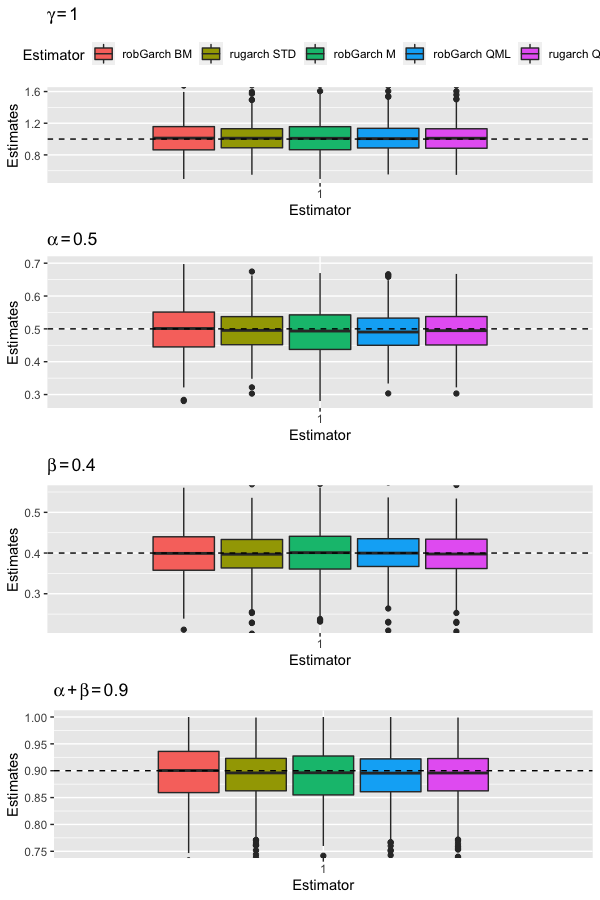 γ = 1
Estimator robGarch BM rugarch STD robGarch M robGarch QML rugarch Q
Estimates
1.6
1.2
0.8
1
Estimator
α = 0.5
Estimates
0.7
0.6
0.5
0.4
0.3
1
Estimator
β = 0.4
Estimates
0.5
0.4
0.3
1
Estimator
α + β = 0.9
Estimates
1.00
0.95
0.90
0.85
0.80
0.75
1
Estimator